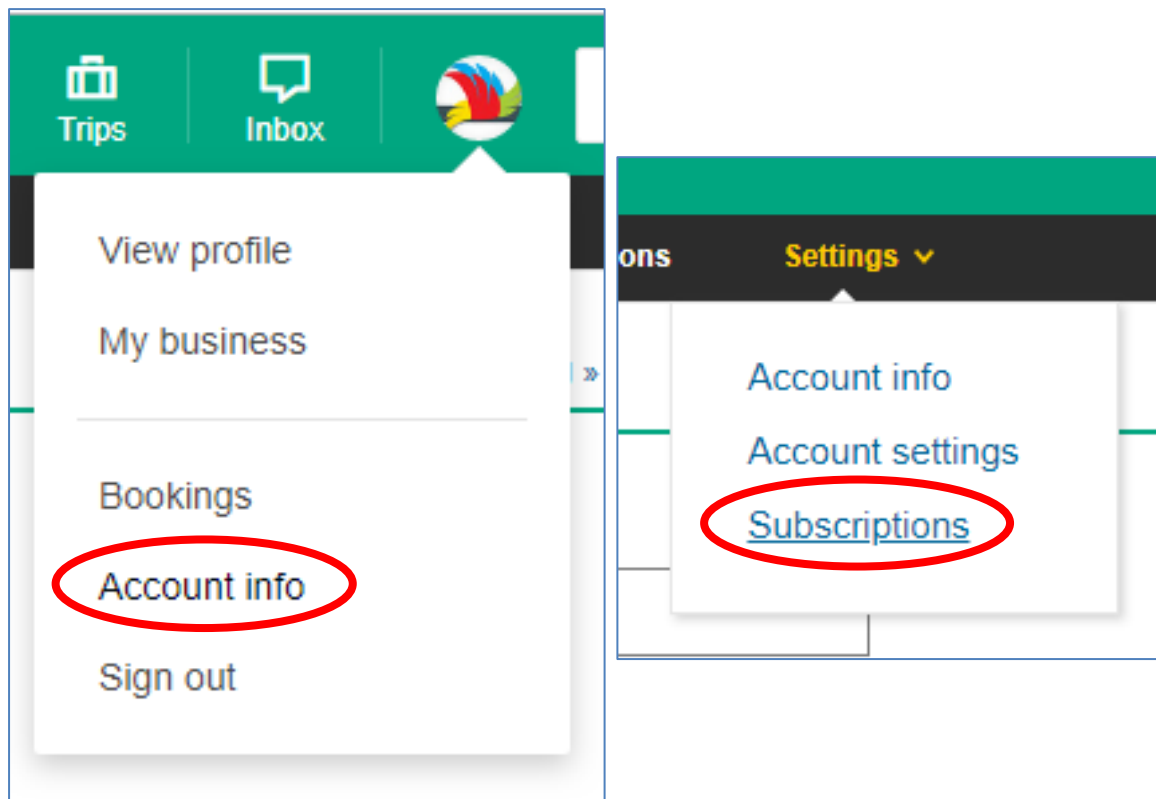 Trips
Inbox
View profile
My business
»
Bookings
Account info
Sign out
ons
Settings
Account info
Account settings
Subscriptions